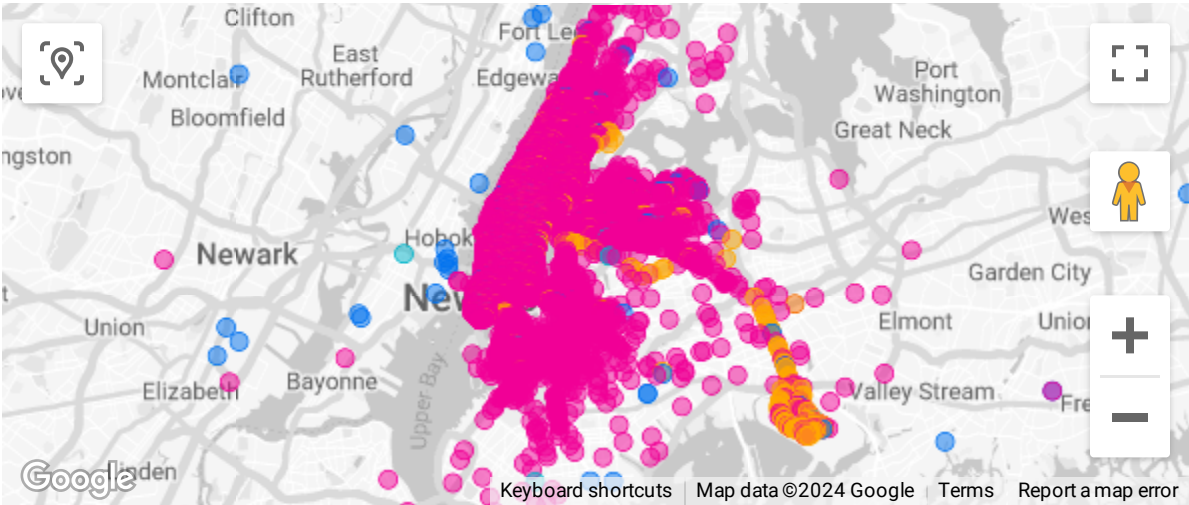 Clifton
Fort Le
East
Rutherford
Montclair
Edgewa
Port
Washington
Bloomfield
Great Neck
ngston
Wes
Hobok
Newark
Garden City
New
Union
Elmont
Union
Elizabeth
Bayonne
Valley Stream
Fre
Upper Bay
Linden
Google
Keyboard shortcuts
Map data ©2024 Google
Terms
Report a map error